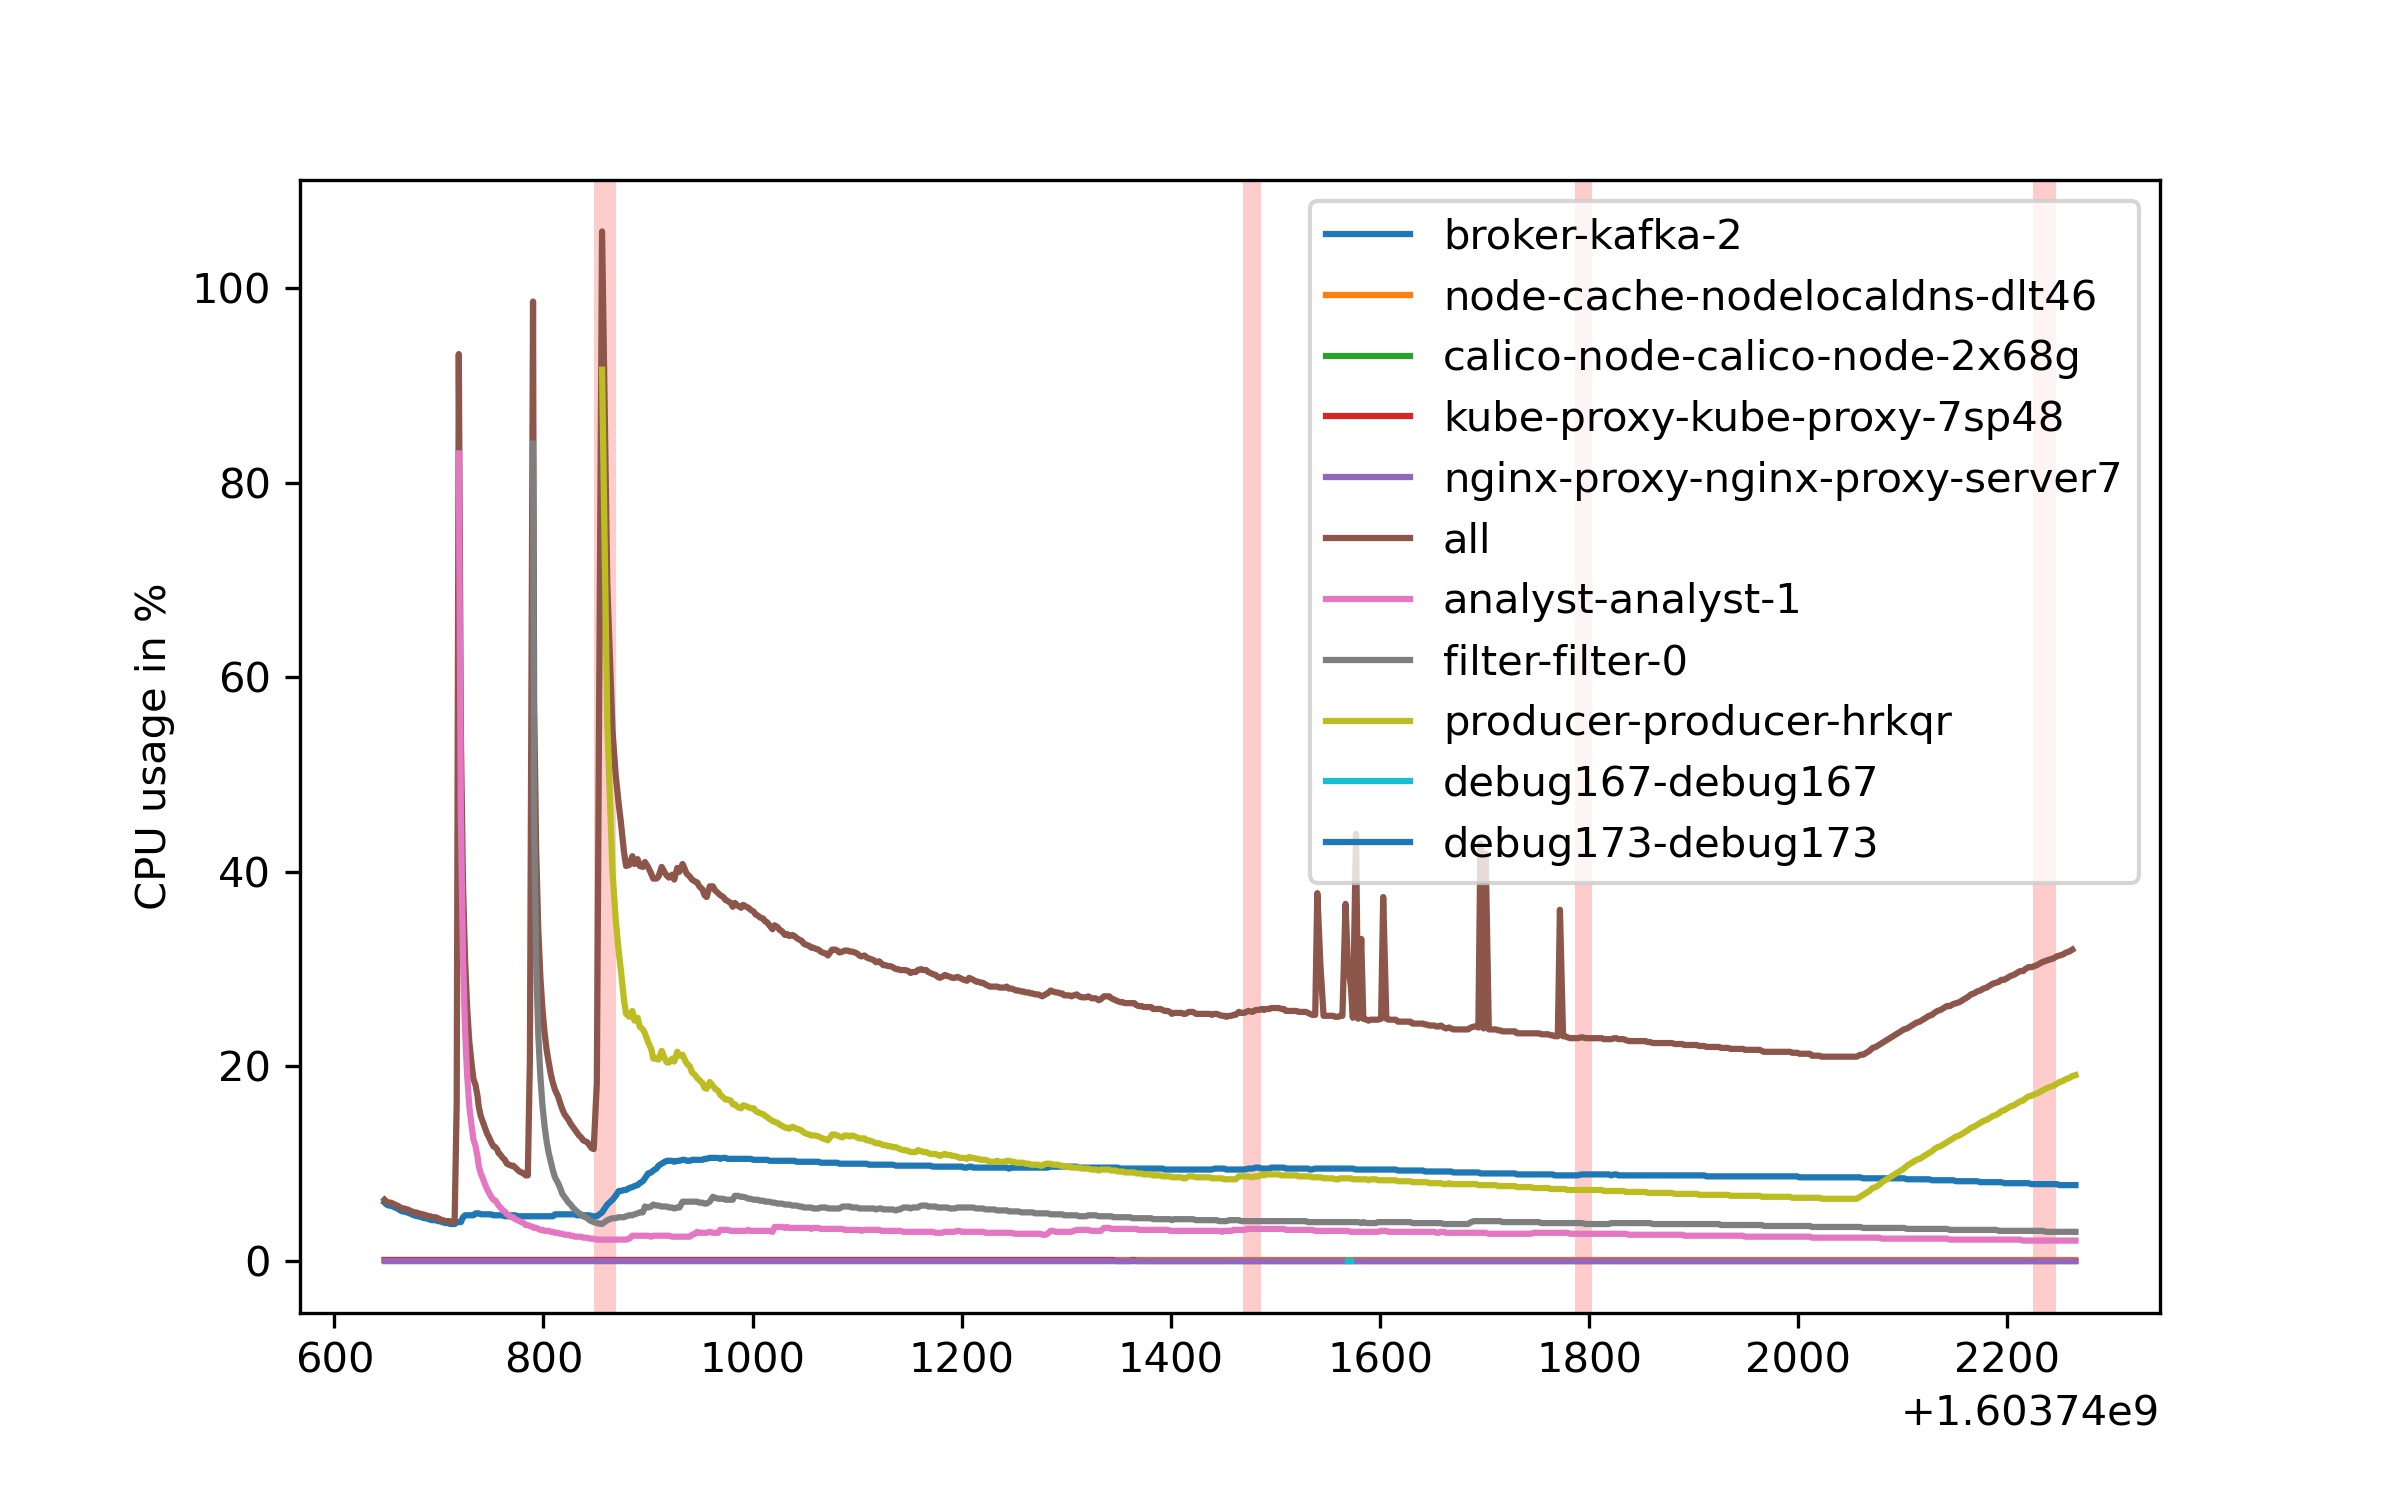 broker-kafka-2
node-cache-nodelocaldns-dlt46
calico-node-calico-node-2x68g
kube-proxy-kube-proxy-7sp48
nginx-proxy-nginx-proxy-server7
all
analyst-analyst-1
filter-filter-0
producer-producer-hrkqr
debug167-debug167
debug173-debug173
CPU usage in %
100
80
60
40
20
0
600 800 1000 1200 1400 1600 1800 2000 2200
+1.60374e9